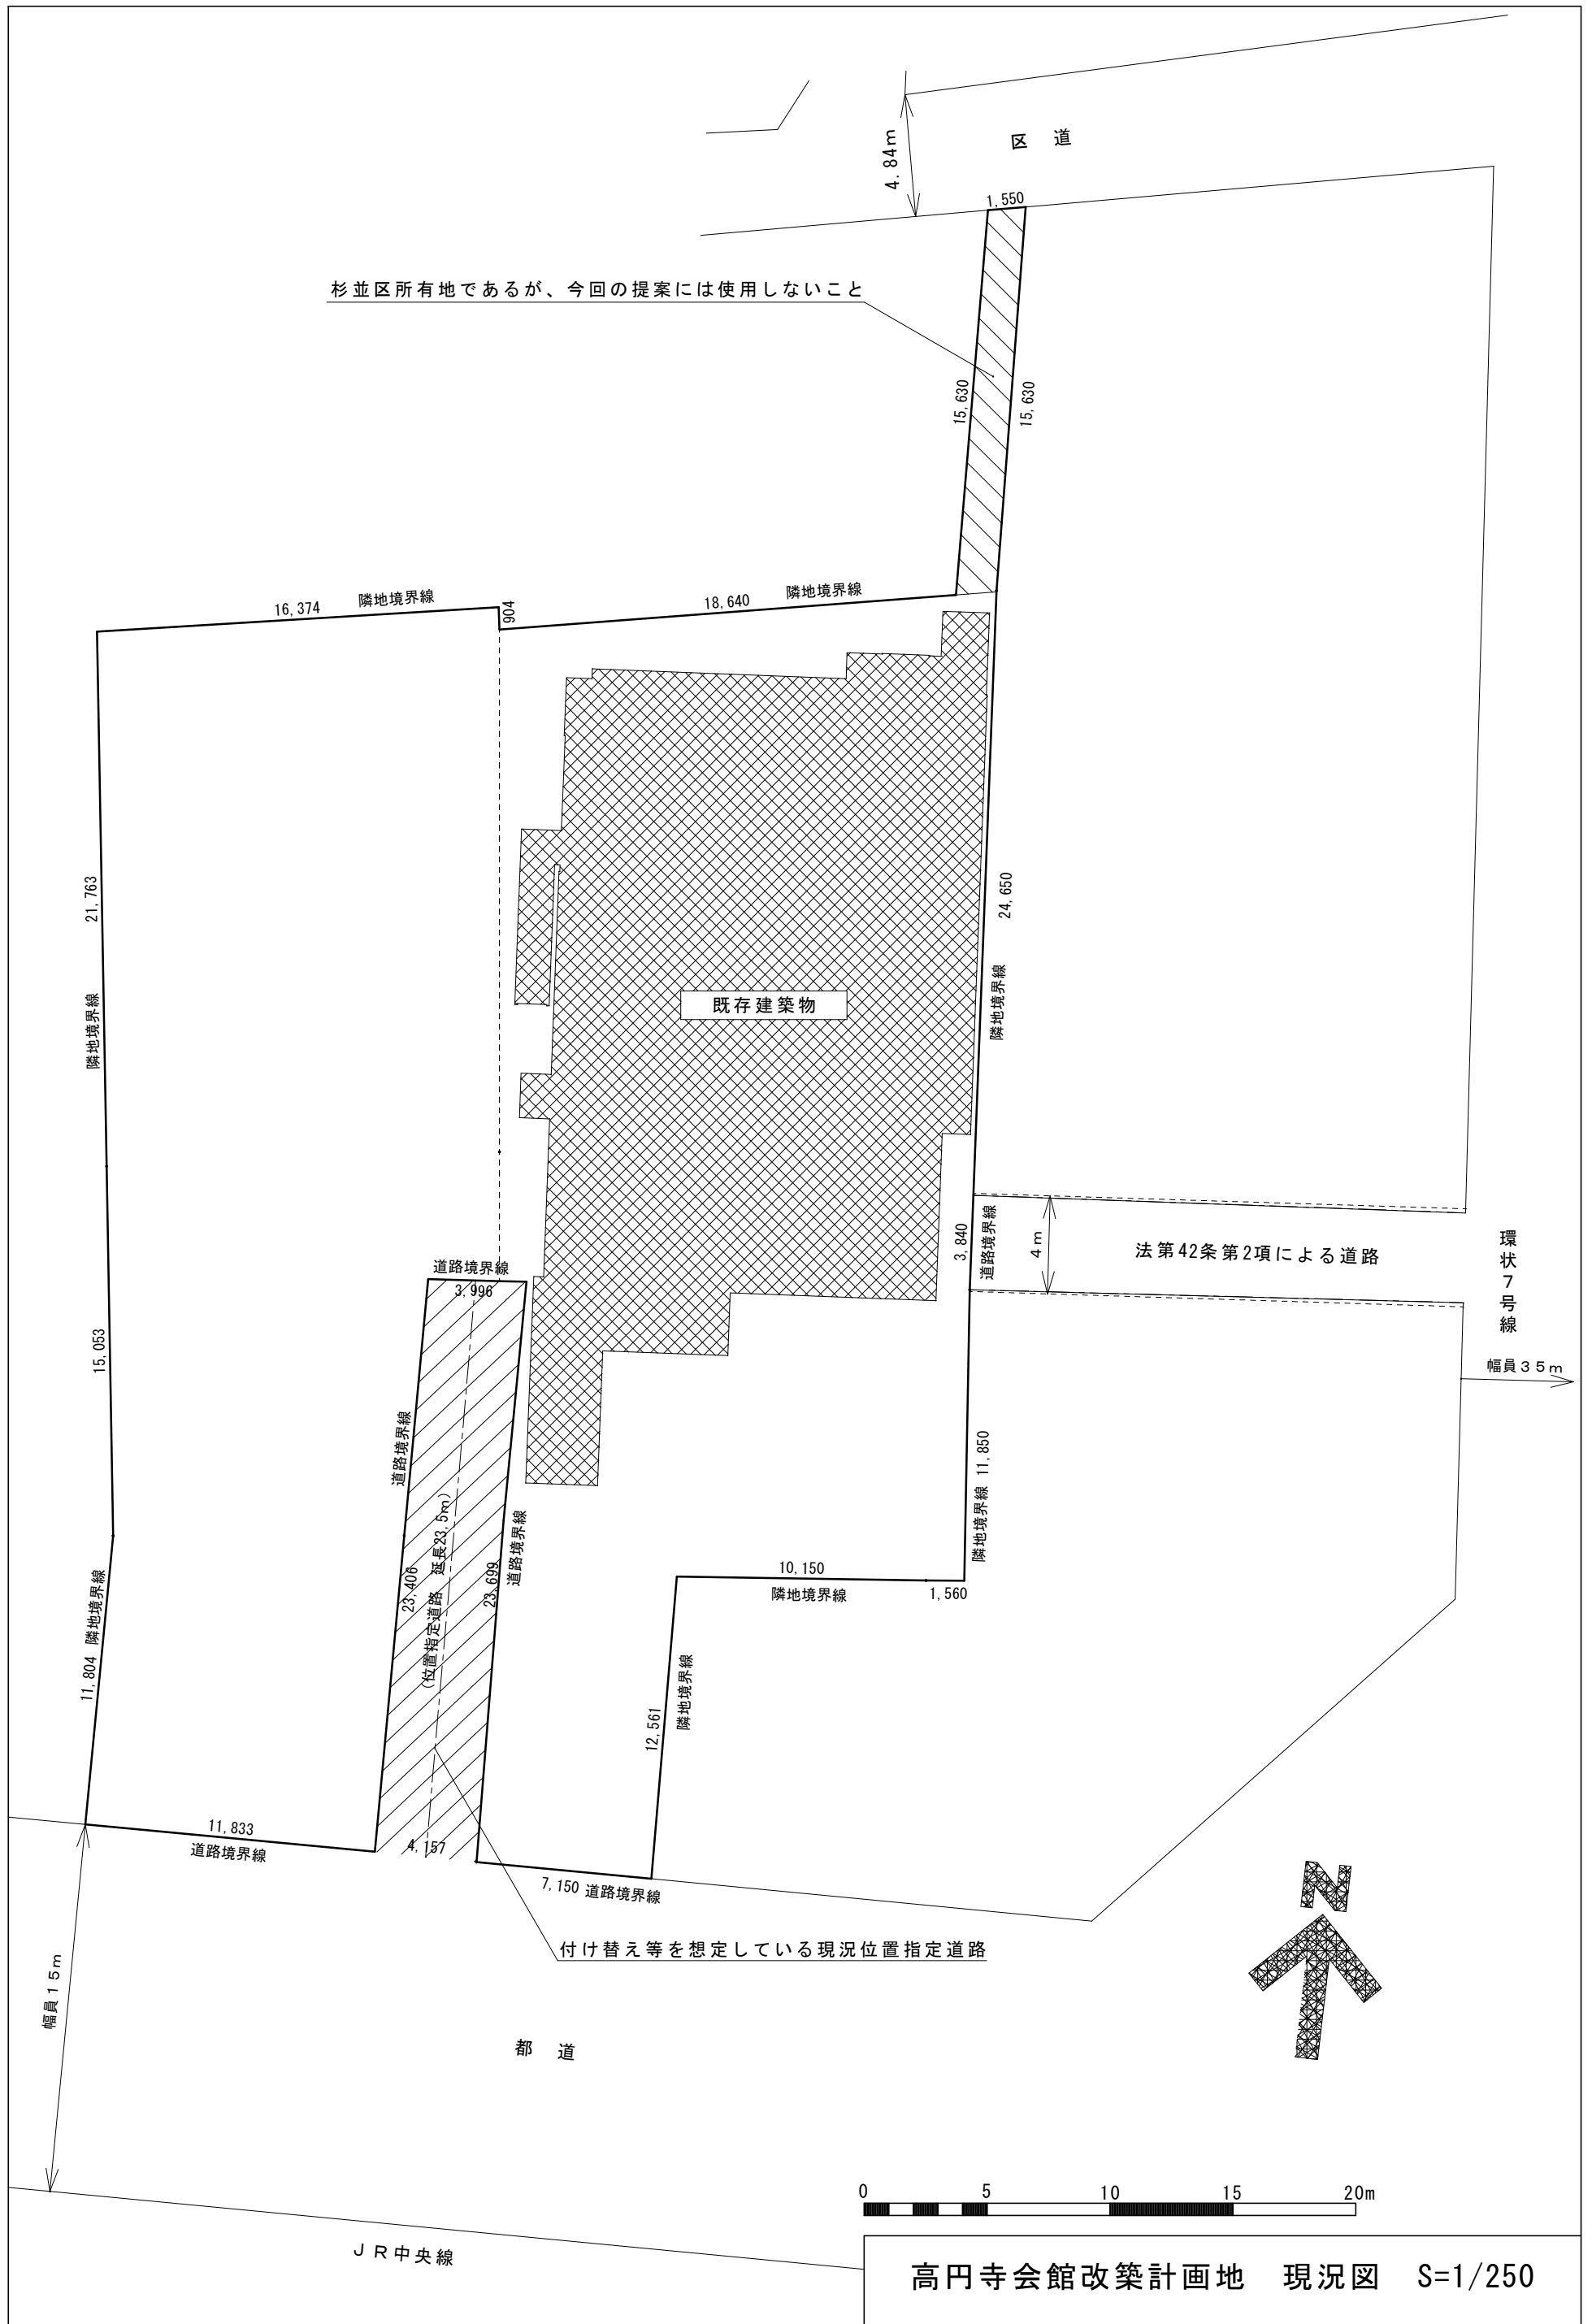 区道
4.84m
1,550
杉並区所有地であるが、今回の提案には使用しないこと
15,630
15,630
16,374
隣地境界線
904
18,640
隣地境界線
21,763
隣地境界線
24,650
隣地境界線
既存建築物
3,840
道路境界線
4m
法第42条第2項による道路
環状7号線
幅員35m
道路境界線
3,996
15,053
道路境界線
23,406
(位置指定道路 延長23.5m)
23,699
道路境界線
隣地境界線 11,850
10,150
隣地境界線
1,560
11,804 隣地境界線
12,561
隣地境界線
11,833
道路境界線
4,157
7,150 道路境界線
付け替え等を想定している現況位置指定道路
N
幅員15m
都道
0 5 10 15 20m
JR中央線
高円寺会館改築計画地 現況図 S=1/250